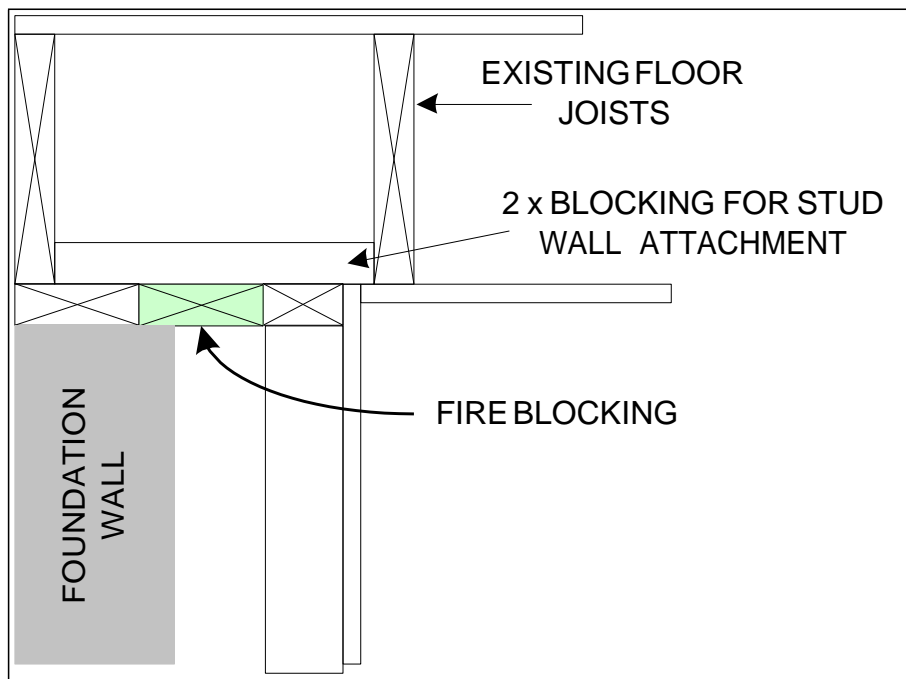 EXISTING FLOOR
JOISTS
2 x BLOCKING FOR STUD
WALL ATTACHMENT
FIRE BLOCKING
FOUNDATION
WALL